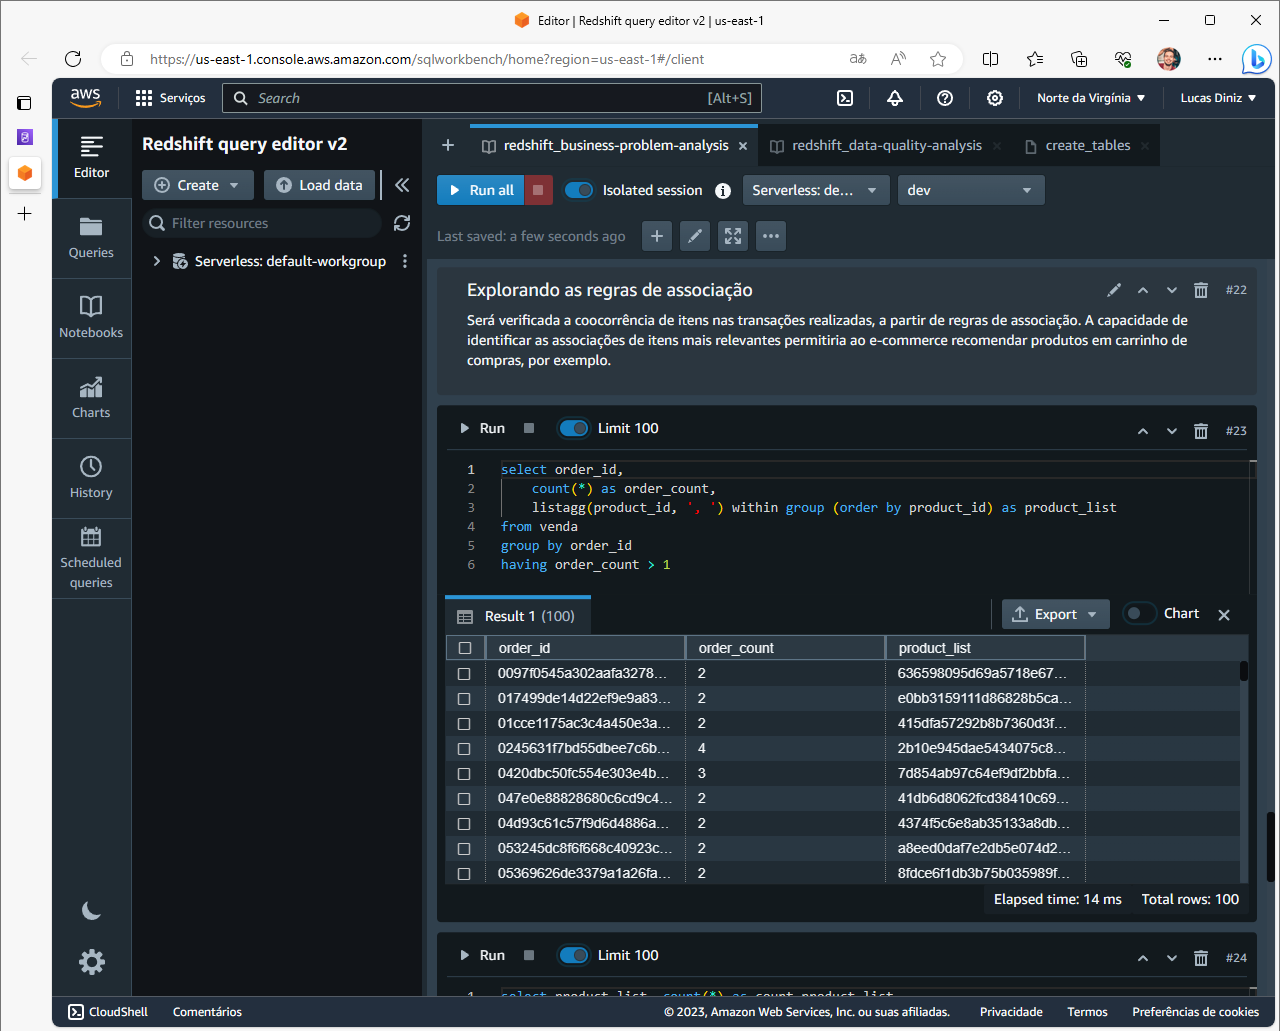 Editor | Redshift query editor v2 | us-east-1
https://us-east-1.console.aws.amazon.com/sqlworkbench/home?region=us-east-1#/client
aws
Serviços
Search
[Alt+S]
Norte da Virgínia
Lucas Diniz
Editor
Queries
Notebooks
Charts
History
Scheduled queries
Redshift query editor v2
Create
Load data
Filter resources
Serverless: default-workgroup
redshift_business-problem-analysis
redshift_data-quality-analysis
create_tables
Run all
Isolated session
Serverless: de...
dev
Last saved: a few seconds ago
Explorando as regras de associação
#22
Será verificada a coocorrência de itens nas transações realizadas, a partir de regras de associação. A capacidade de
identificar as associações de itens mais relevantes permitiria ao e-commerce recomendar produtos em carrinho de
compras, por exemplo.
Run
Limit 100
#23
1 select order_id,
2 count(*) as order_count,
3 listagg(product_id, ', ') within group (order by product_id) as product_list
4 from venda
5 group by order_id
6 having order_count > 1
Result 1 (100)
Export
Chart
order_id order_count product_list
0097f0545a302aafa3278... 2 636598095d69a5718e67...
017499de14d22ef9e9a83... 2 e0bb3159111d86828b5ca...
01cce1175ac3c4a450e3a... 2 415dfa57292b8b7360d3f...
0245631f7bd55dbee7c6b... 4 2b10e945dae5434075c8...
0420dbc50fc554e303e4b... 3 7d854ab97c64ef9df2bbfa...
047e0e88828680c6cd9c4... 2 41db6d8062fcd38410c69...
04d93c61c57f9d6d4886a... 2 4374f5c6e8ab35133a8db...
053245dc8f6f668c40923c... 2 a8eed0daf7e2db5e074d2...
05369626de3379a1a26fa... 2 8fdce6f1db3b75b035989f...
Elapsed time: 14 ms
Total rows: 100
Run
Limit 100
#24
1 select product_list, count(*) as count_product_list
CloudShell
Comentários
© 2023, Amazon Web Services, Inc. ou suas afiliadas.
Privacidade
Termos
Preferências de cookies